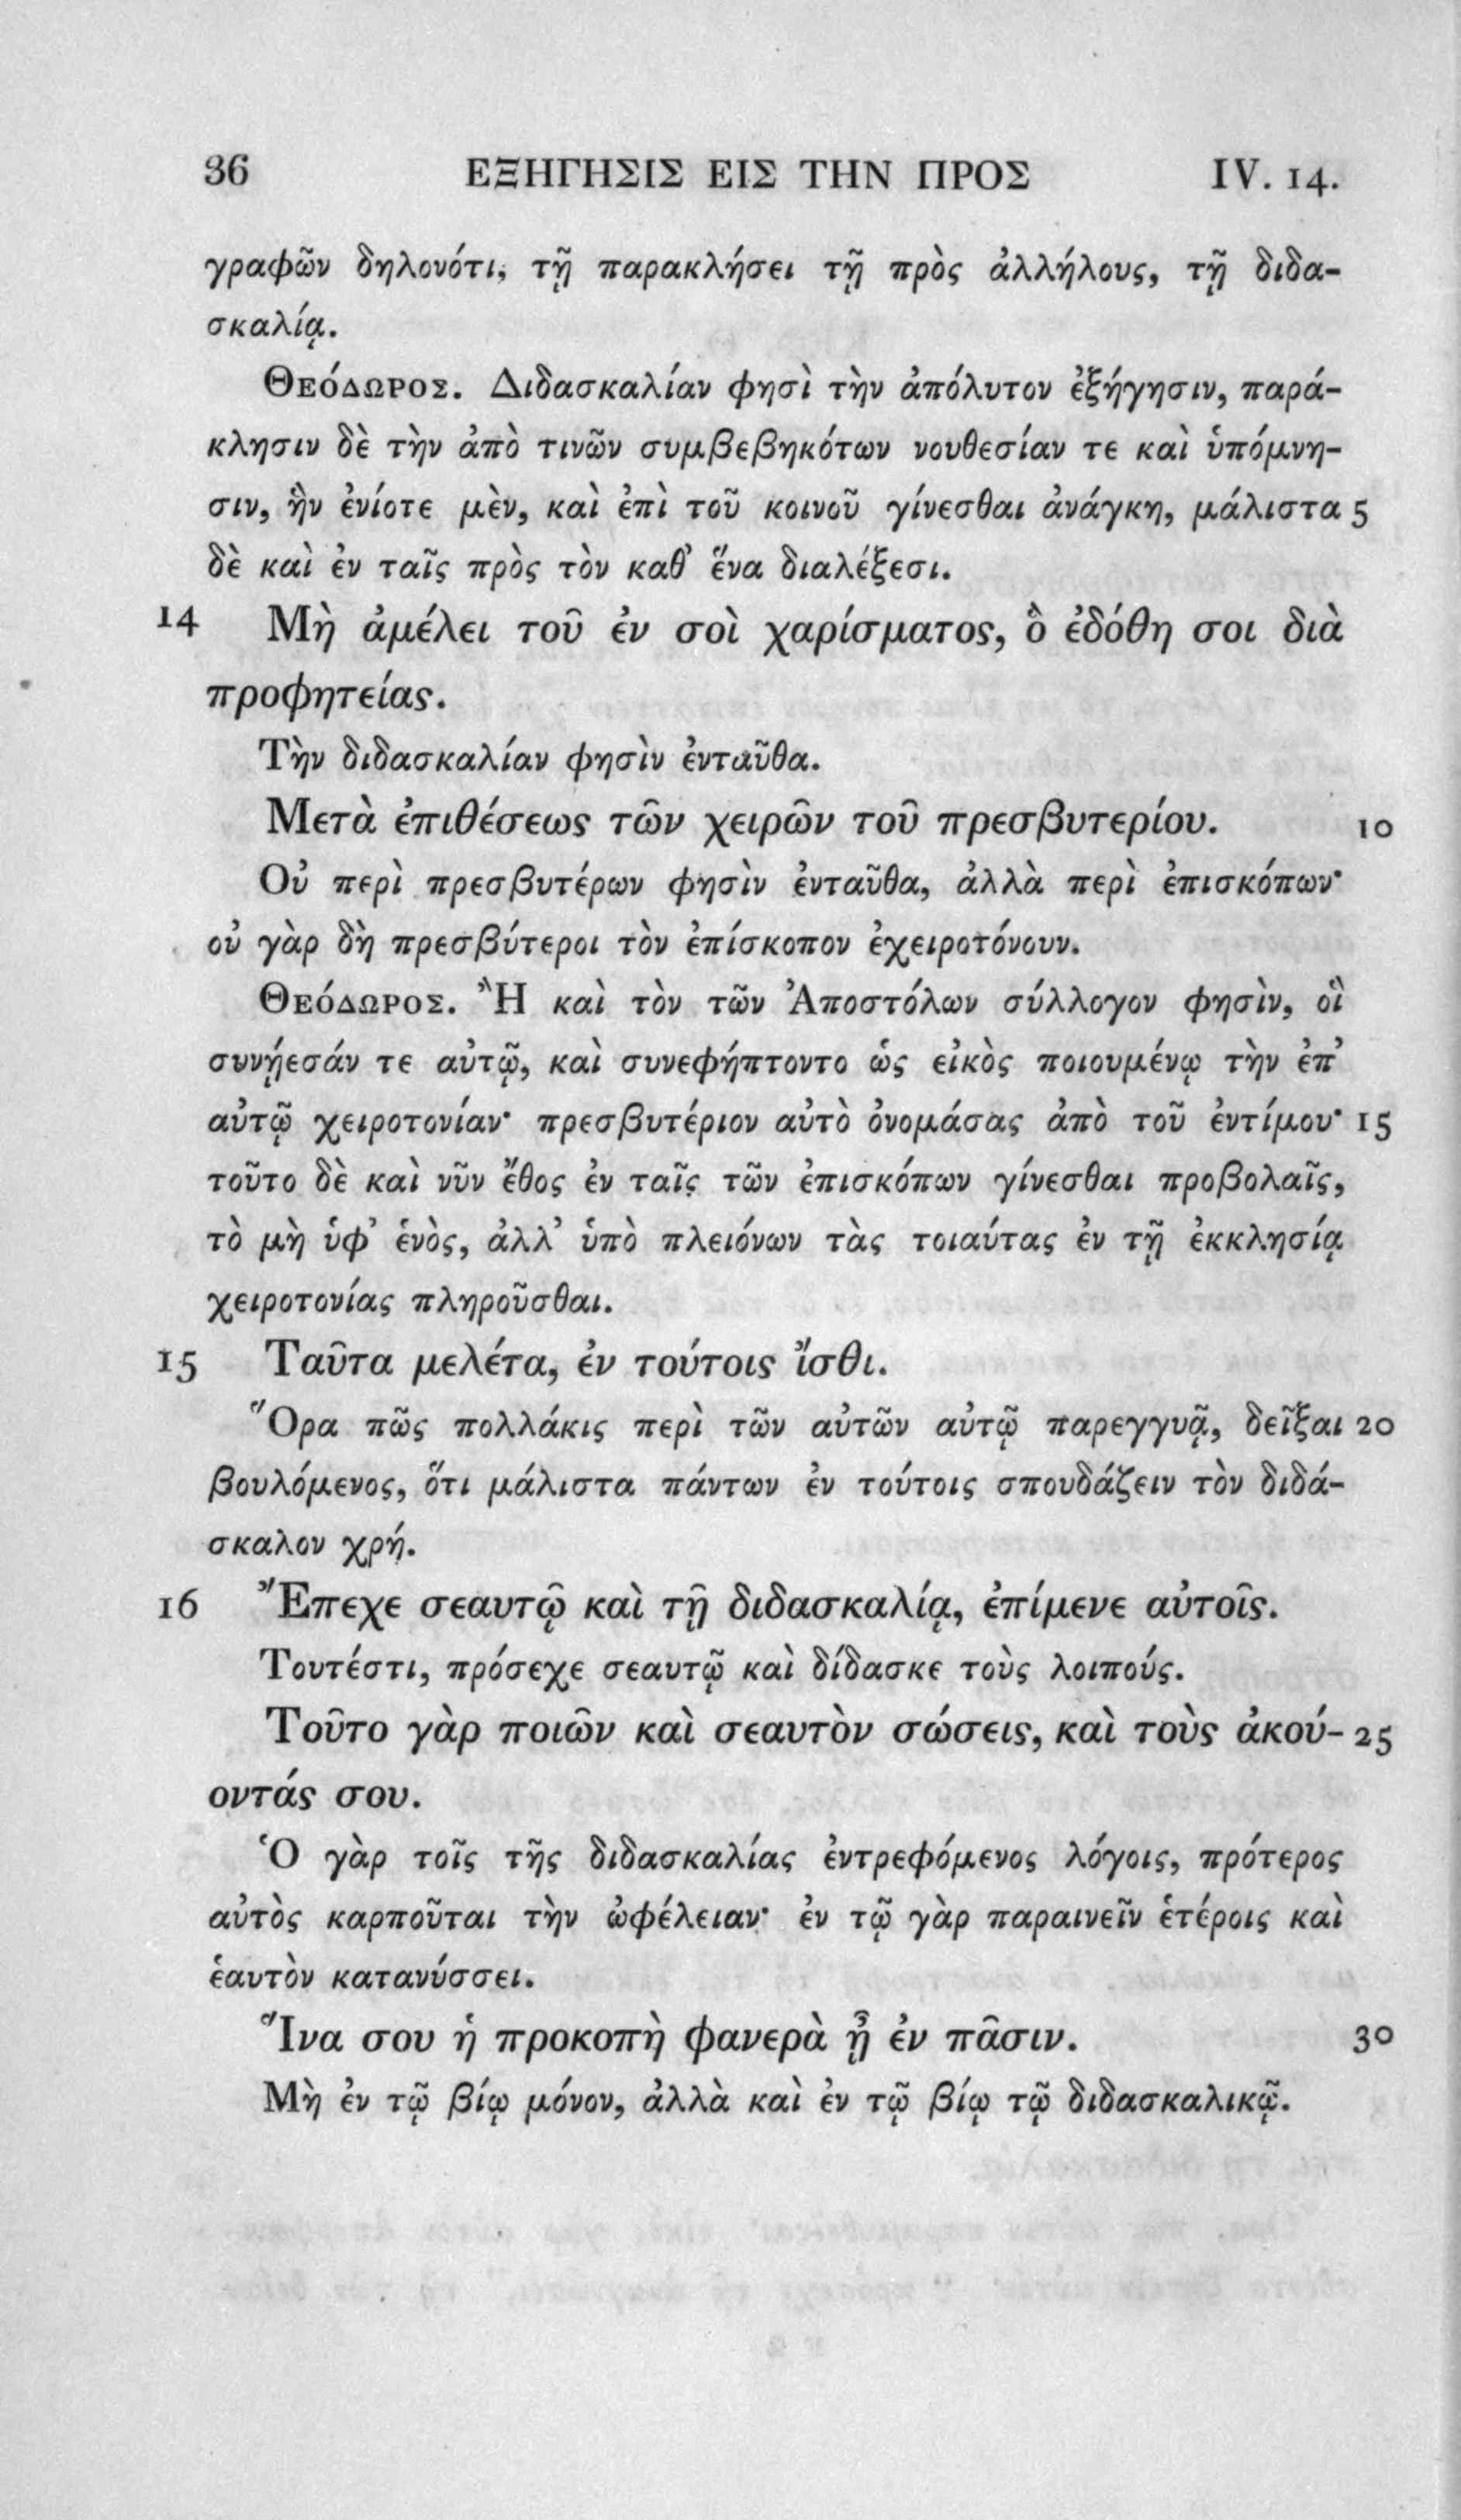 36 ΕΞΗΓΗΣΙΣ ΕΙΣ ΤΗΝ ΠΡΟΣ IV. 14.
γραφῶν δηλονότι, τῇ παρακλήσει τῇ πρὸς ἀλλήλους, τῇ διδα-
σκαλίᾳ.
ΘΕΌΔΩΡΟΣ. Διδασκαλίαν φησὶ τὴν ἀπόλυτον ἐξήγησιν, παρά-
κλησιν δὲ τὴν ἀπὸ τινῶν συμβεβηκότων νουθεσίαν τε καὶ ὑπόμνη-
σιν, ἣν ἐνίοτε μὲν, καὶ ἐπὶ τοῦ κοινοῦ γίνεσθαι ἀνάγκη, μάλιστα 5
δὲ καὶ ἐν ταῖς πρὸς τὸν καθ’ ἕνα διαλέξεσι.
14 Μὴ ἀμέλει τοῦ ἐν σοὶ χαρίσματος, ὃ ἐδόθη σοι διὰ
προφητείας.
Τὴν διδασκαλίαν φησὶν ἐνταῦθα.
Μετὰ ἐπιθέσεως τῶν χειρῶν τοῦ πρεσβυτερίου. 10
Οὐ περὶ πρεσβυτέρων φησὶν ἐνταῦθα, ἀλλὰ περὶ ἐπισκόπων·
οὐ γὰρ δὴ πρεσβύτεροι τὸν ἐπίσκοπον ἐχειροτόνουν.
ΘΕΌΔΩΡΟΣ. Ἢ καὶ τὸν τῶν Ἀποστόλων σύλλογον φησὶν, οἳ
συνῄεσάν τε αὐτῷ, καὶ συνεφήπτοντο ὡς εἰκὸς ποιουμένῳ τὴν ἐπ’
αὐτῷ χειροτονίαν· πρεσβυτέριον αὐτὸ ὀνομάσας ἀπὸ τοῦ ἐντίμου· 15
τοῦτο δὲ καὶ νῦν ἔθος ἐν ταῖς τῶν ἐπισκόπων γίνεσθαι προβολαῖς,
τὸ μὴ ὑφ’ ἑνὸς, ἀλλ’ ὑπὸ πλειόνων τὰς τοιαύτας ἐν τῇ ἐκκλησίᾳ
χειροτονίας πληροῦσθαι.
15 Ταῦτα μελέτα, ἐν τούτοις ἴσθι.
Ὅρα πῶς πολλάκις περὶ τῶν αὐτῶν αὐτῷ παρεγγυᾷ, δεῖξαι 20
βουλόμενος, ὅτι μάλιστα πάντων ἐν τούτοις σπουδάζειν τὸν διδά-
σκαλον χρή.
16 Ἔπεχε σεαυτῷ καὶ τῇ διδασκαλίᾳ, ἐπίμενε αὐτοῖς.
Τουτέστι, πρόσεχε σεαυτῷ καὶ δίδασκε τοὺς λοιπούς.
Τοῦτο γὰρ ποιῶν καὶ σεαυτὸν σώσεις, καὶ τοὺς ἀκού- 25
οντάς σου.
Ὁ γὰρ τοῖς τῆς διδασκαλίας ἐντρεφόμενος λόγοις, πρότερος
αὐτὸς καρποῦται τὴν ὠφέλειαν· ἐν τῷ γὰρ παραινεῖν ἑτέροις καὶ
ἑαυτὸν κατανύσσει.
Ἵνα σου ἡ προκοπὴ φανερὰ ᾖ ἐν πᾶσιν. 30
Μὴ ἐν τῷ βίῳ μόνον, ἀλλὰ καὶ ἐν τῷ βίῳ τῷ διδασκαλικῷ.